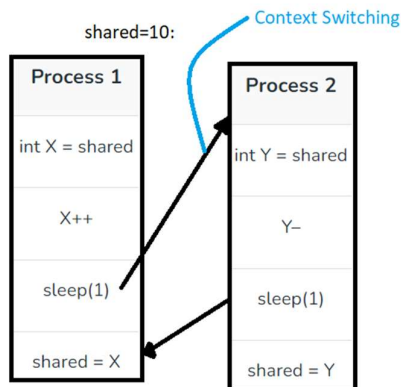 Context Switching
shared=10:
Process 1
int X = shared
X++
sleep(1)
shared = X
Process 2
int Y = shared
Y–
sleep(1)
shared = Y